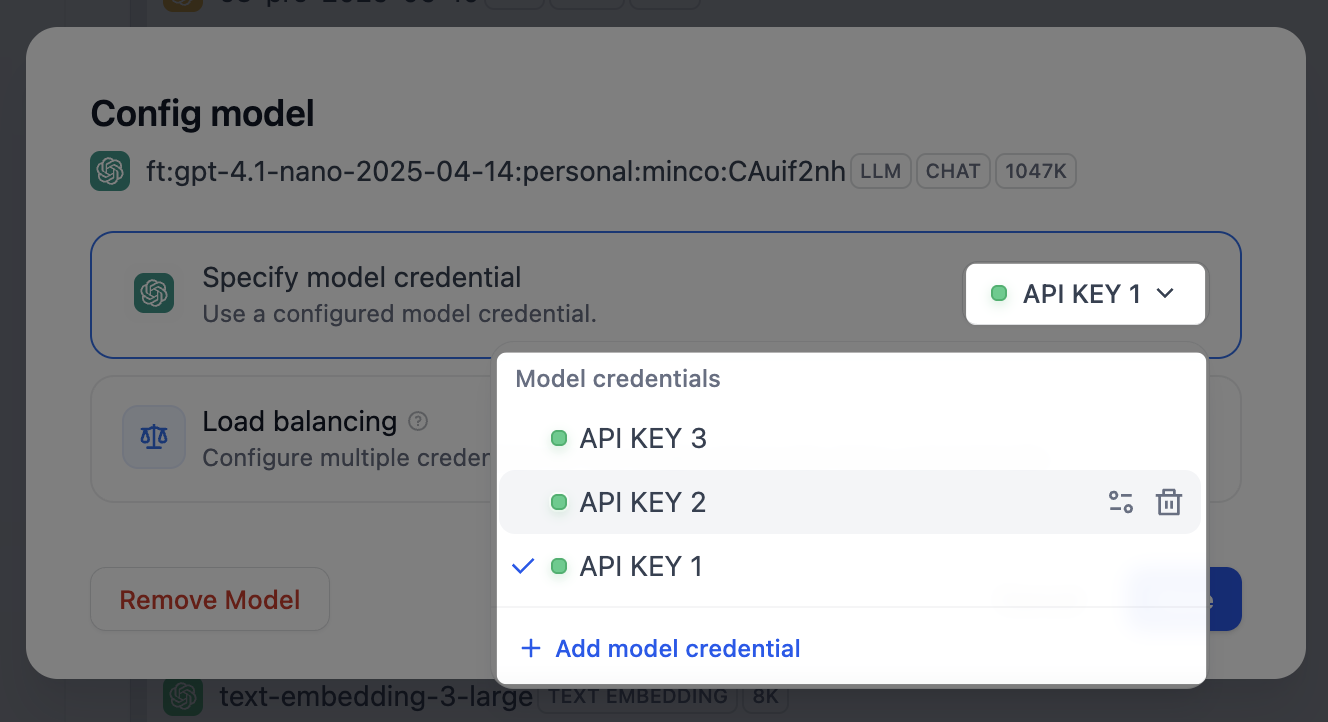 Config model
ft:gpt-4.1-nano-2025-04-14:personal:minco:CAuif2nh LLM CHAT 1047K
Specify model credential
Use a configured model credential.
API KEY 1
Load balancing ?
Configure multiple creden
Model credentials
API KEY 3
API KEY 2
API KEY 1
Add model credential
Remove Model
text-embedding-3-large TEXT EMBEDDING 8K